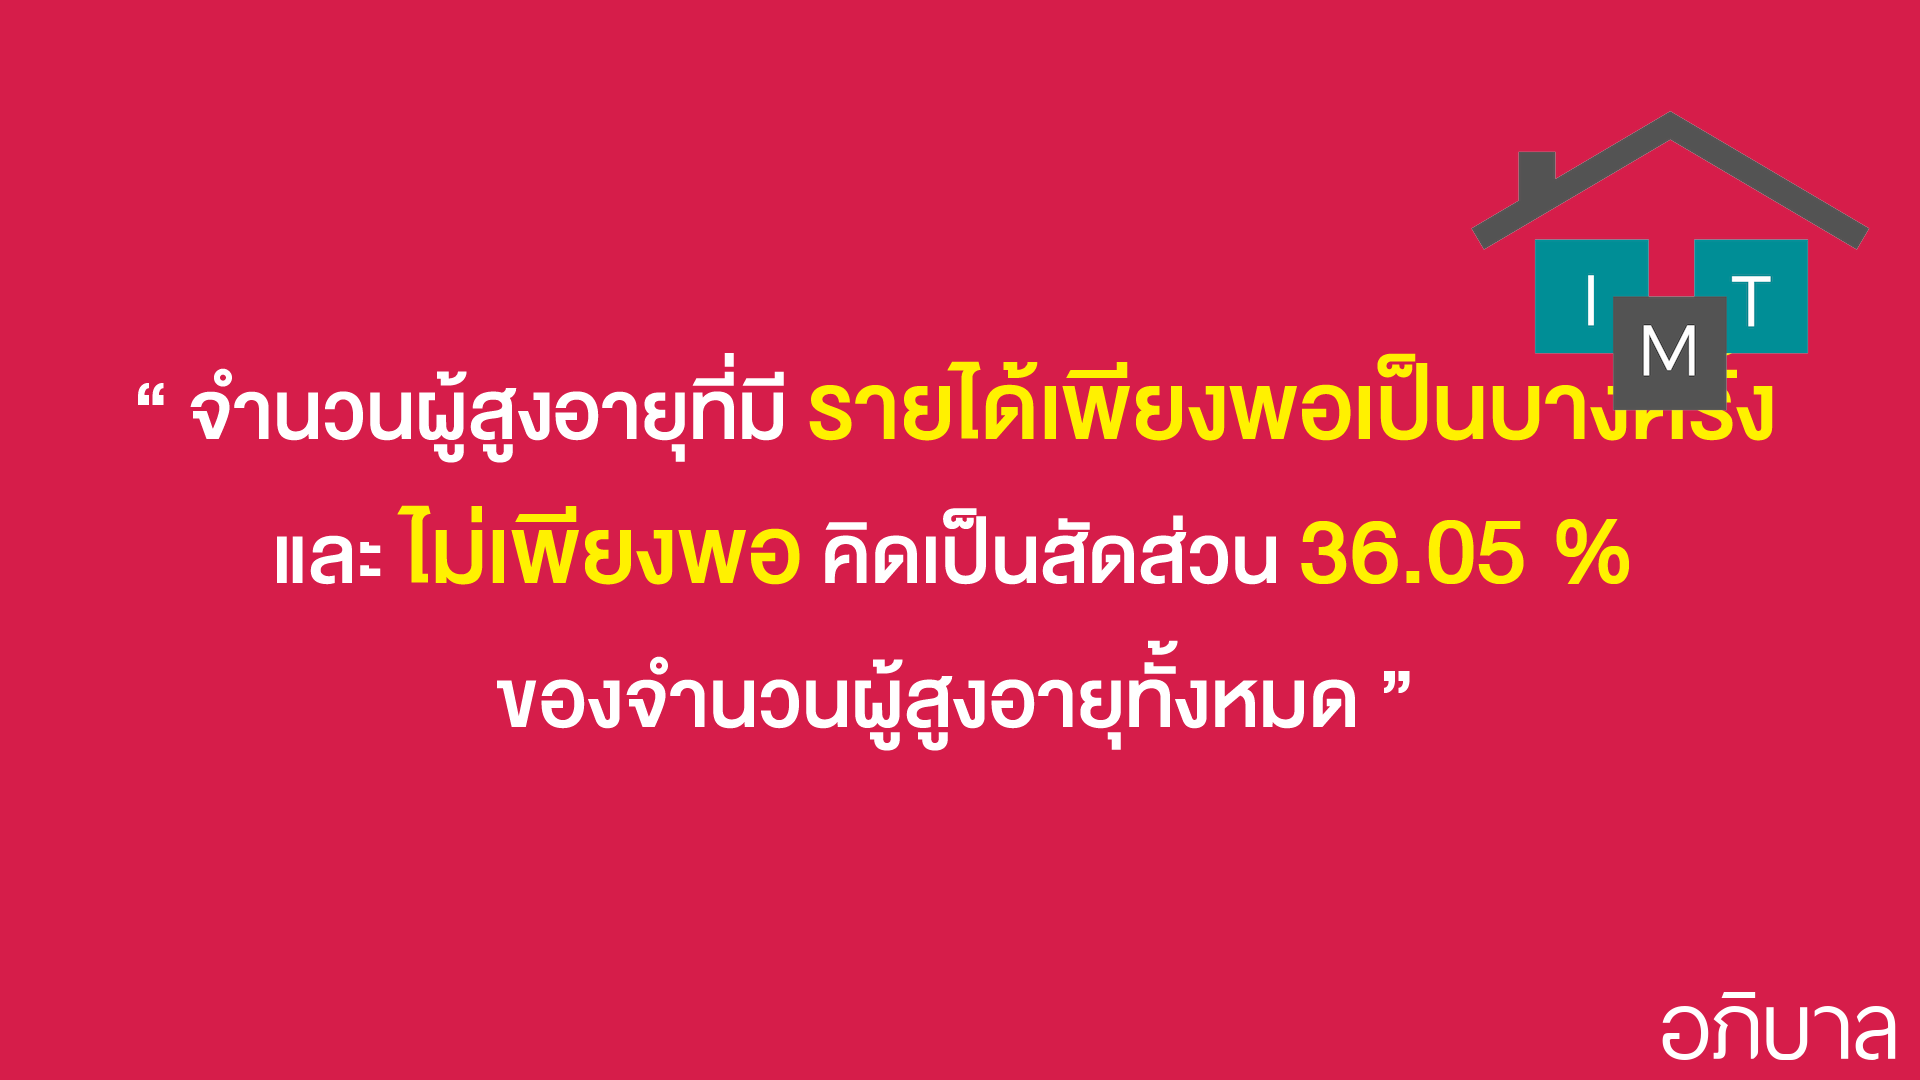 I
T
M
“ จำนวนผู้สูงอายุที่มี รายได้เพียงพอเป็นบาง
และ ไม่เพียงพอ คิดเป็นสัดส่วน 36.05 %
ของจำนวนผู้สูงอายุทั้งหมด ”
อภิบาล